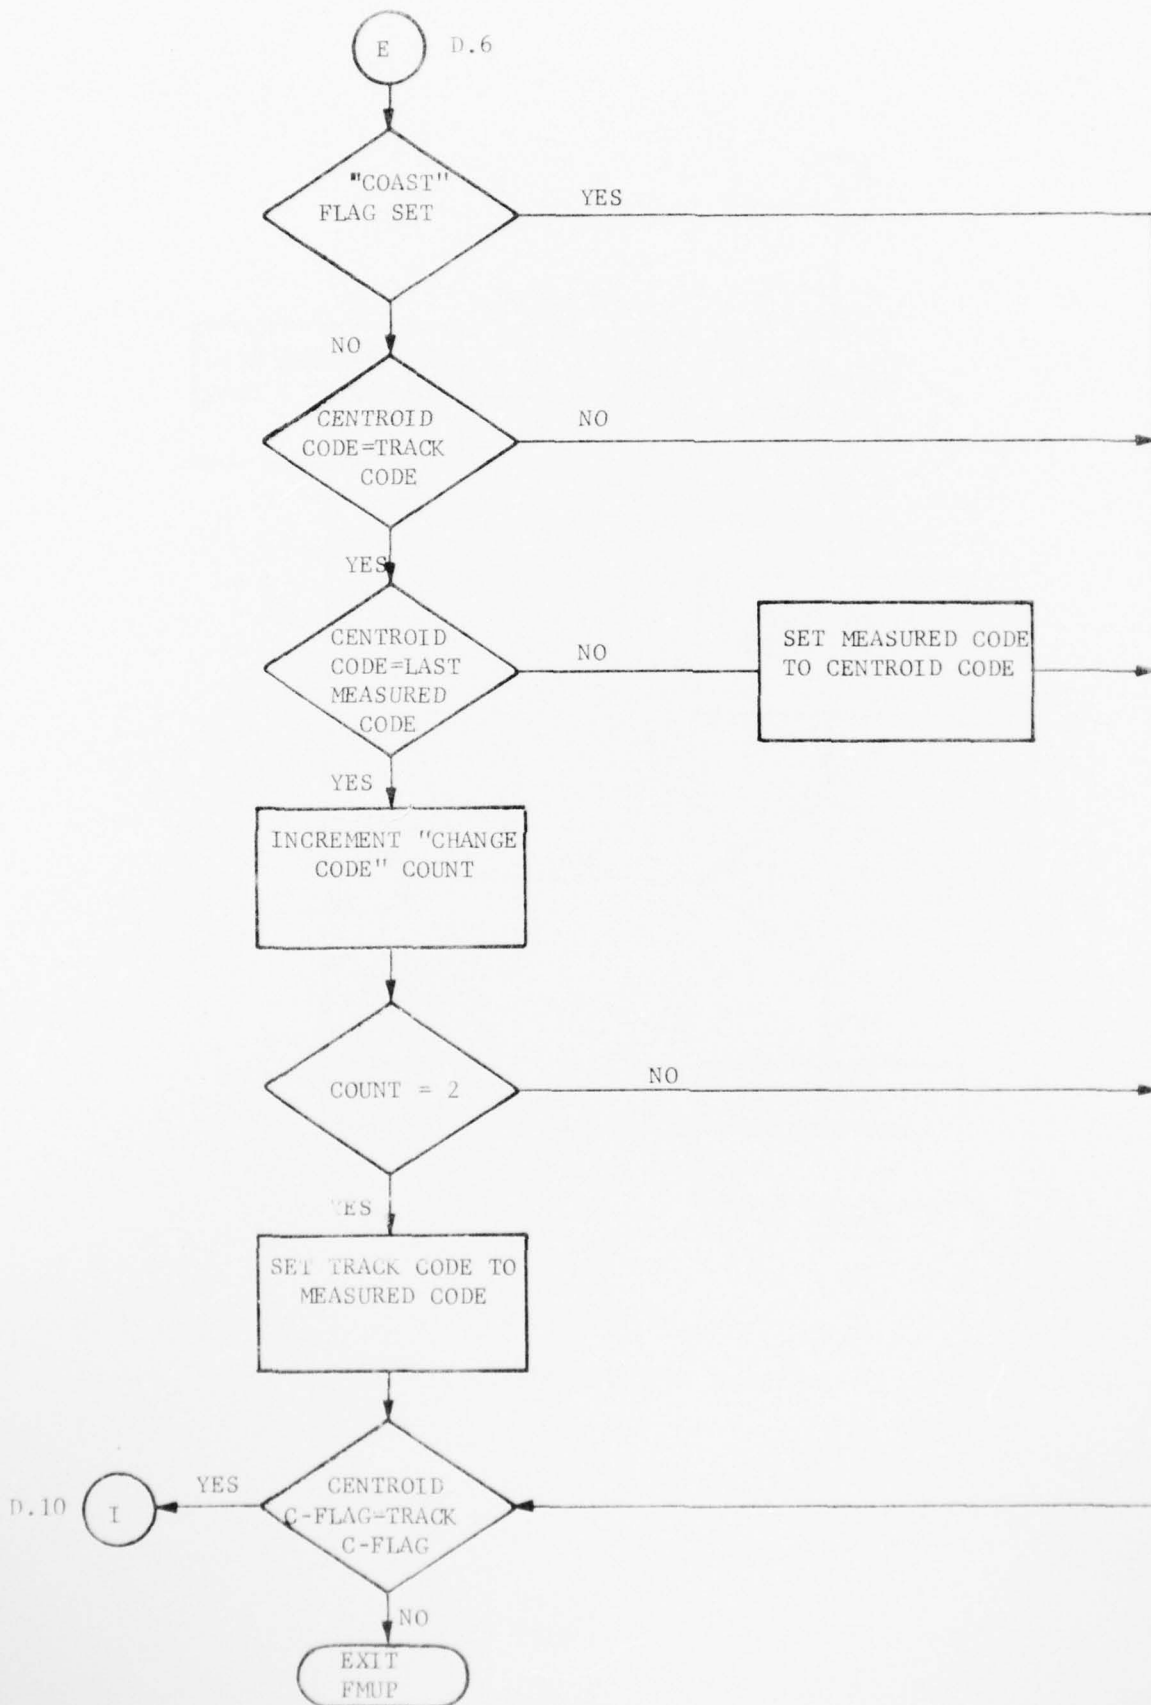 E D.6
"COAST"
FLAG SET
YES
NO
CENTROID
CODE=TRACK
CODE
NO
YES
CENTROID
CODE=LAST
MEASURED
CODE
NO
SET MEASURED CODE
TO CENTROID CODE
YES
INCREMENT "CHANGE
CODE" COUNT
COUNT = 2
NO
YES
SET TRACK CODE TO
MEASURED CODE
D.10 I
YES
CENTROID
C-FLAG-TRACK
C-FLAG
NO
EXIT
FMUP